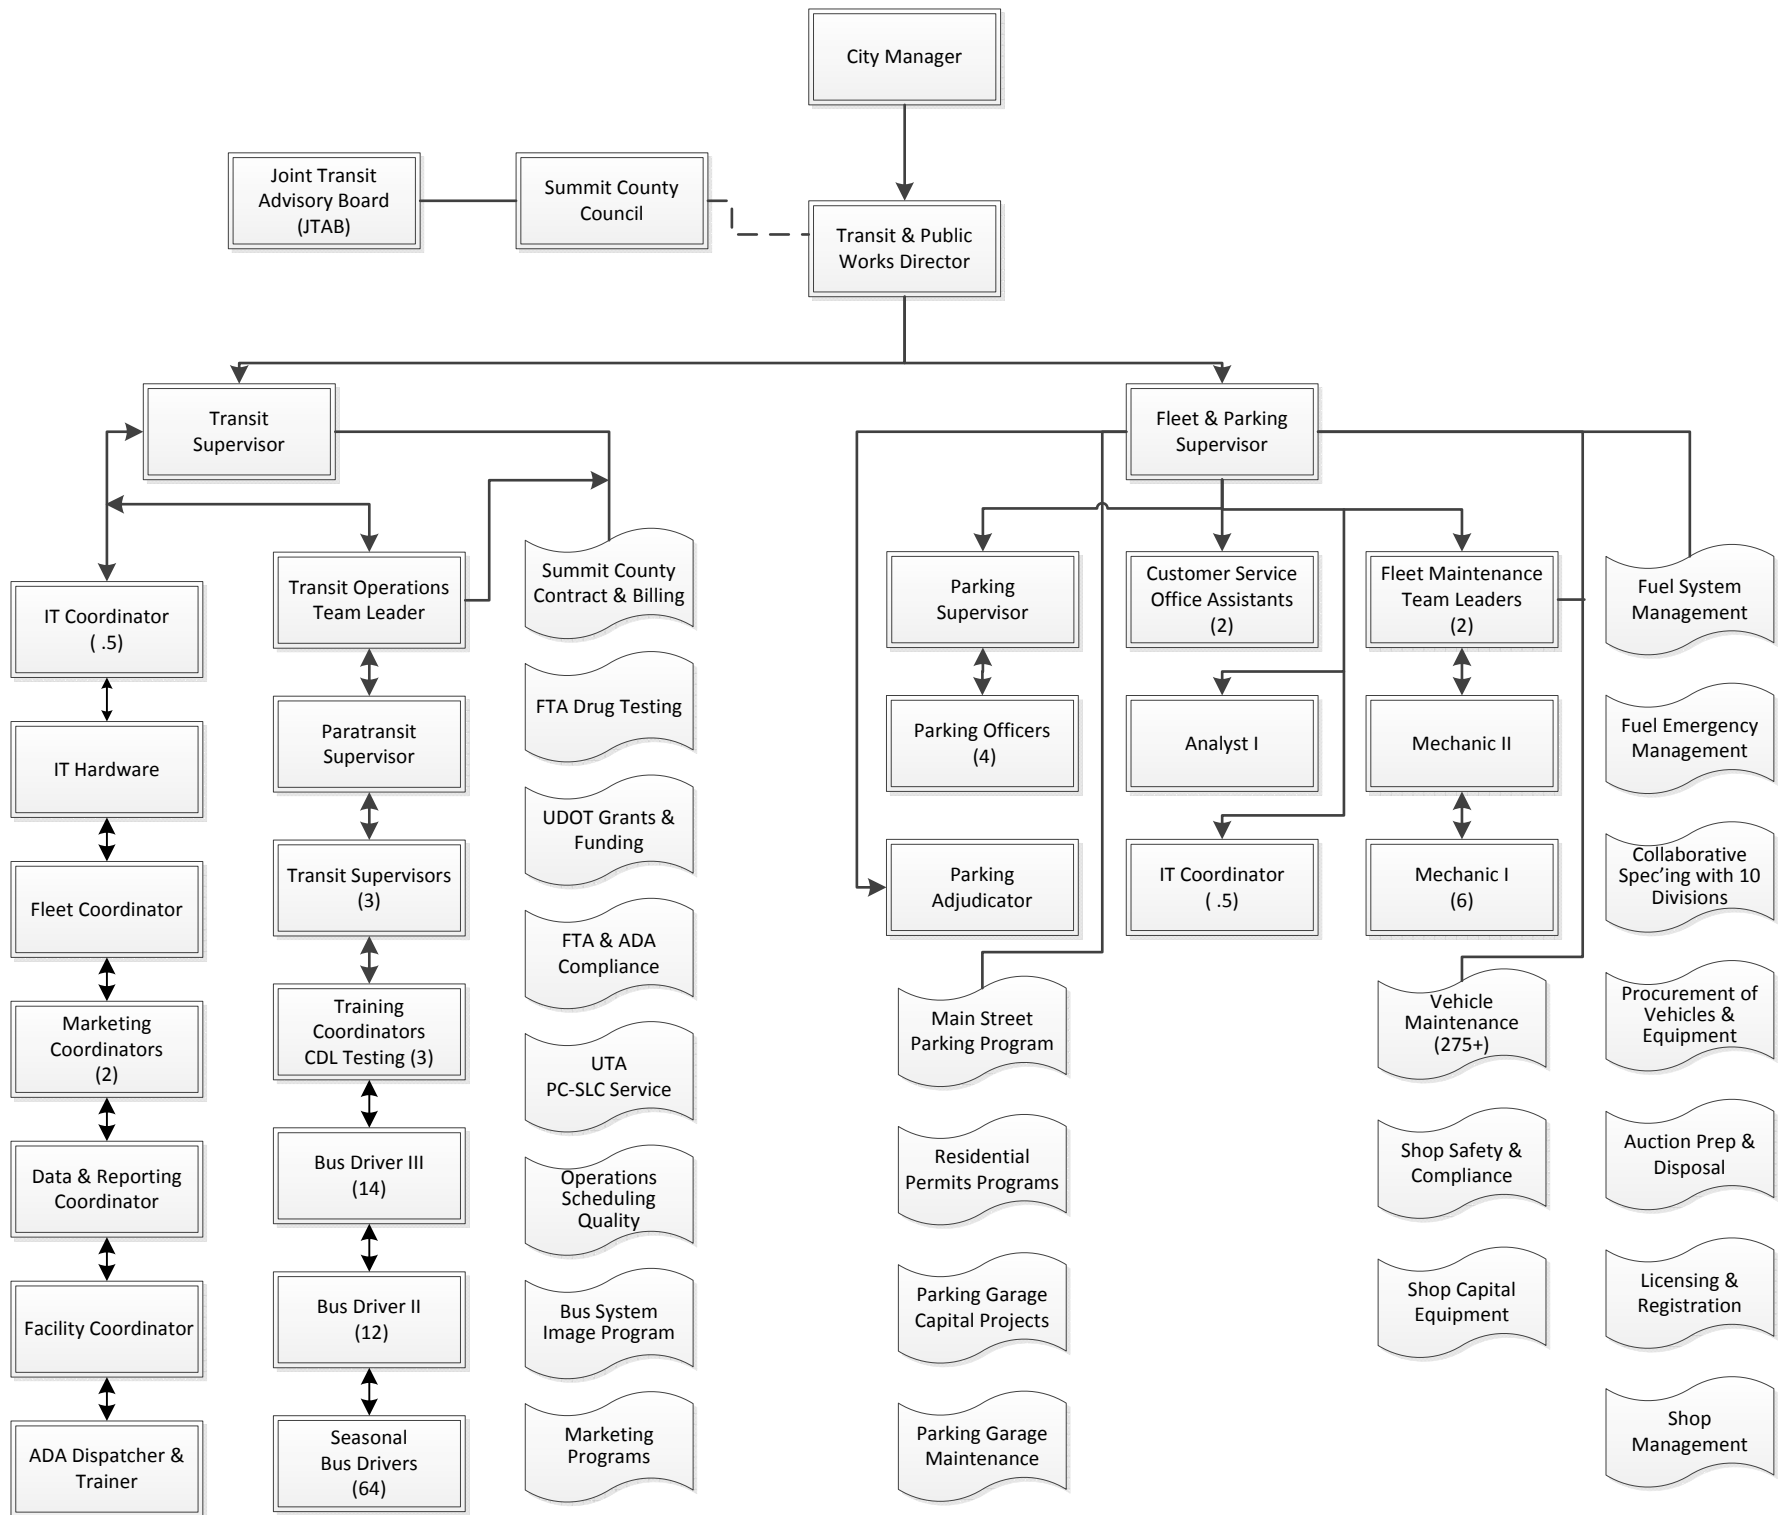 City Manager
Joint Transit
Advisory Board
(JTAB)
Summit County
Council
Transit & Public
Works Director
Transit
Supervisor
Fleet & Parking
Supervisor
IT Coordinator
( .5)
IT Hardware
Fleet Coordinator
Marketing
Coordinators
(2)
Data & Reporting
Coordinator
Facility Coordinator
ADA Dispatcher &
Trainer
Transit Operations
Team Leader
Paratransit
Supervisor
Transit Supervisors
(3)
Training
Coordinators
CDL Testing (3)
Bus Driver III
(14)
Bus Driver II
(12)
Seasonal
Bus Drivers
(64)
Summit County
Contract & Billing
FTA Drug Testing
UDOT Grants &
Funding
FTA & ADA
Compliance
UTA
PC-SLC Service
Operations
Scheduling
Quality
Bus System
Image Program
Marketing
Programs
Parking
Supervisor
Parking Officers
(4)
Parking
Adjudicator
Main Street
Parking Program
Residential
Permits Programs
Parking Garage
Capital Projects
Parking Garage
Maintenance
Customer Service
Office Assistants
(2)
Analyst I
IT Coordinator
( .5)
Fleet Maintenance
Team Leaders
(2)
Mechanic II
Mechanic I
(6)
Vehicle
Maintenance
(275+)
Shop Safety &
Compliance
Shop Capital
Equipment
Fuel System
Management
Fuel Emergency
Management
Collaborative
Spec’ing with 10
Divisions
Procurement of
Vehicles &
Equipment
Auction Prep &
Disposal
Licensing &
Registration
Shop
Management